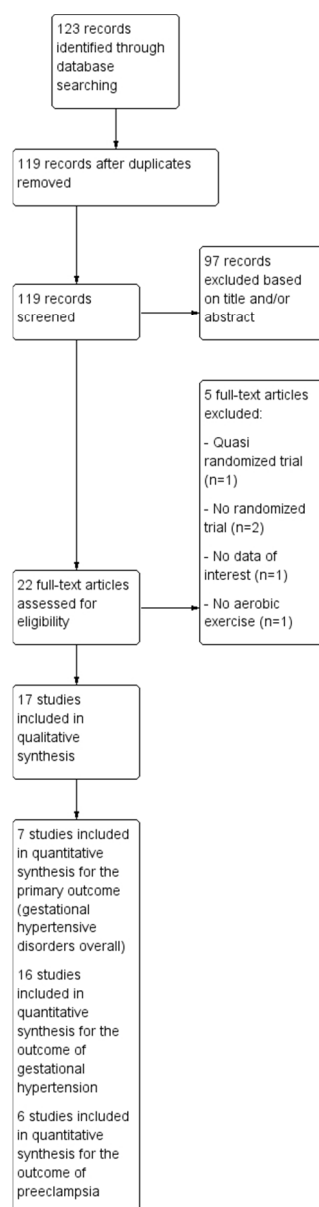 123 records
identified through
database
searching
119 records after duplicates
removed
119 records
screened
97 records
excluded based
on title and/or
abstract
5 full-text articles
excluded:
- Quasi
randomized trial
(n=1)
- No randomized
trial (n=2)
- No data of
interest (n=1)
- No aerobic
exercise (n=1)
22 full-text articles
assessed for
eligibility
17 studies
included in
qualitative
synthesis
7 studies included
in quantitative
synthesis for the
primary outcome
(gestational
hypertensive
disorders overall)
16 studies
included in
quantitative
synthesis for the
outcome of
gestational
hypertension
6 studies included
in quantitative
synthesis for the
outcome of
preeclampsia